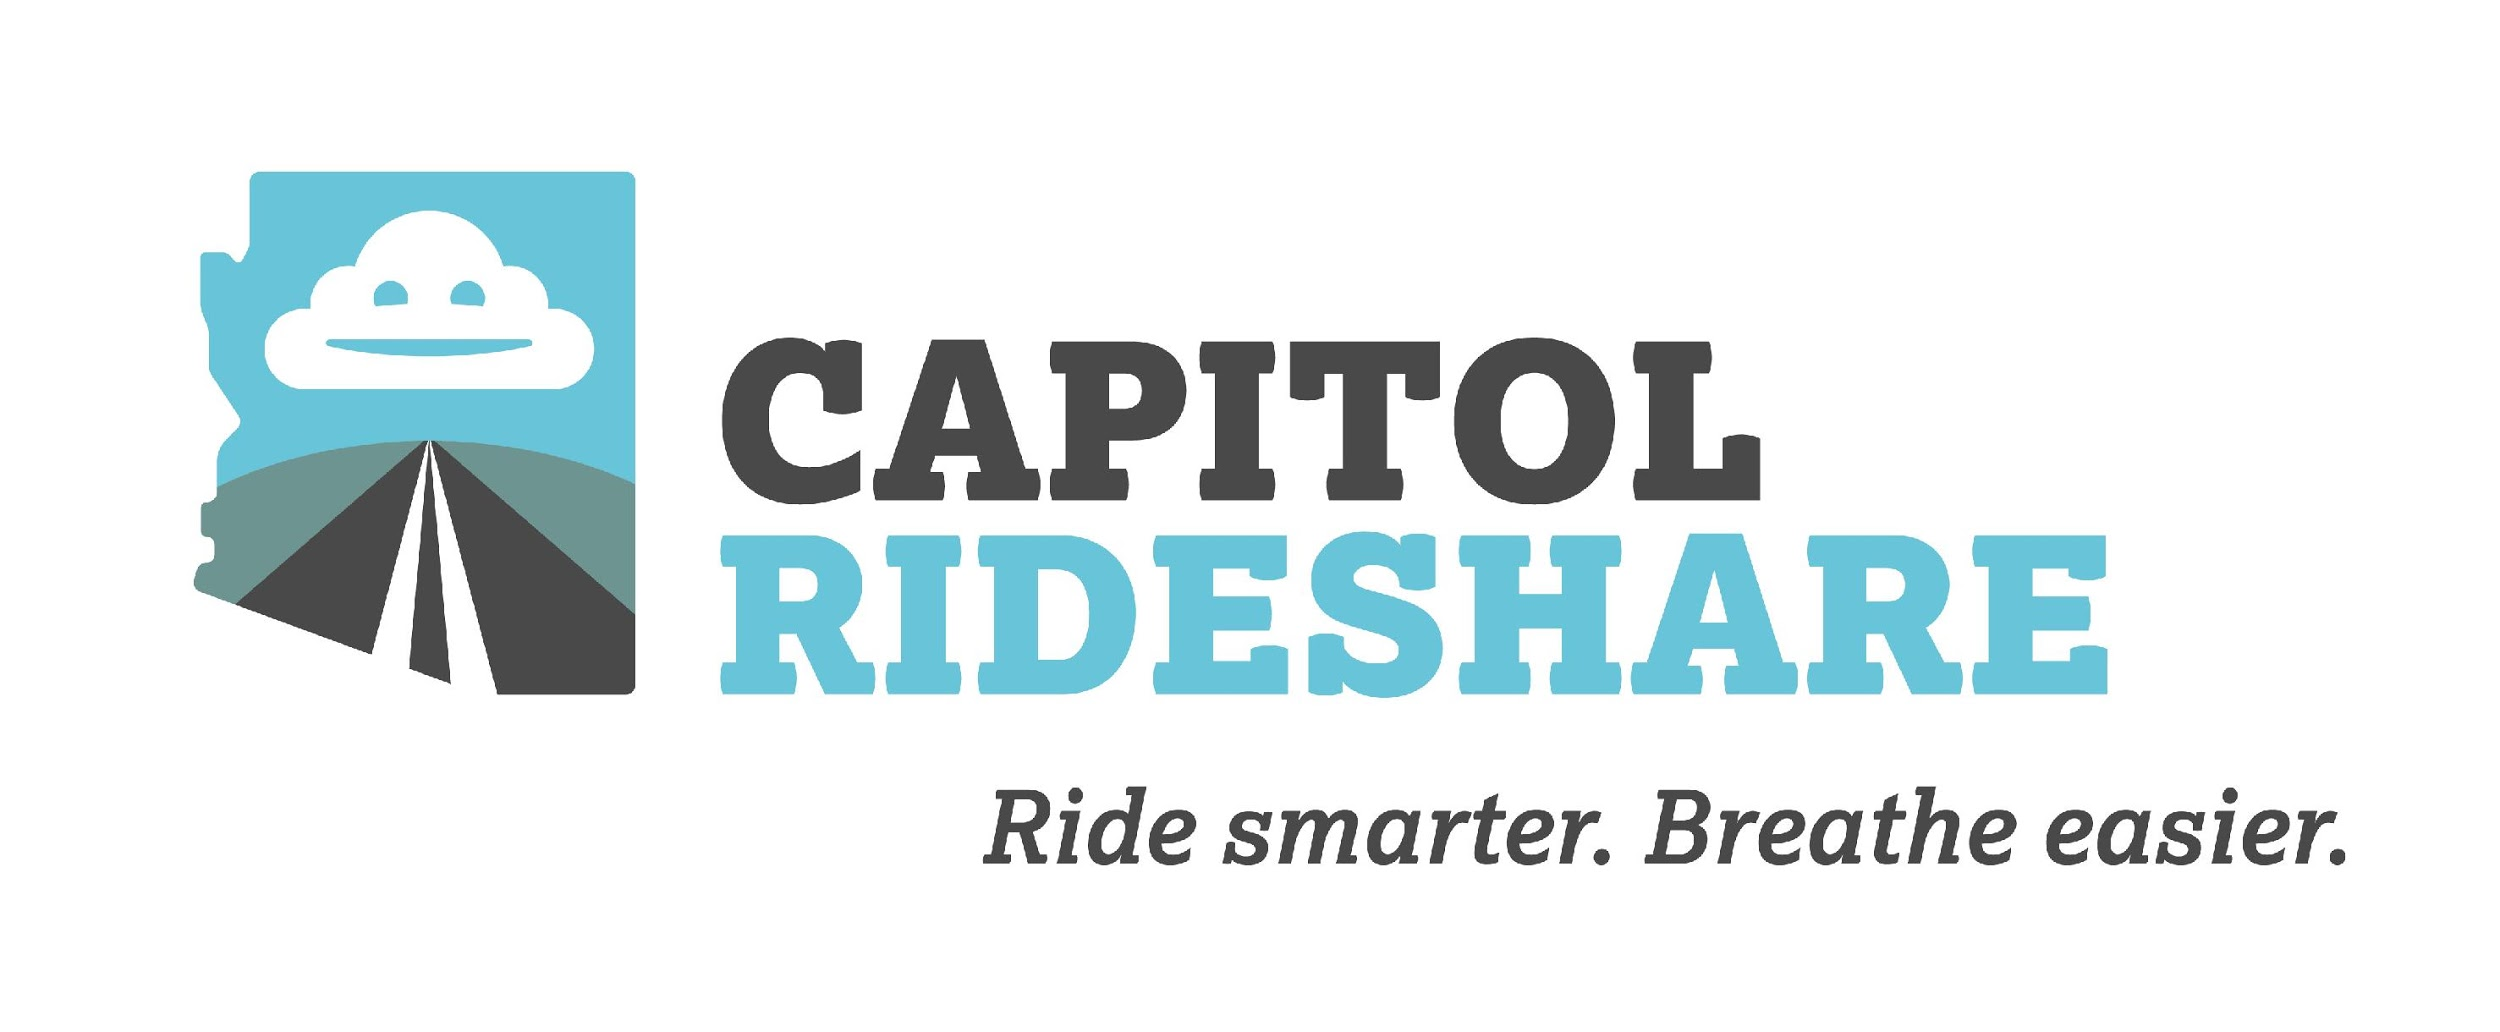 CAPITOL
RIDESHARE
Ride smarter. Breathe easier.